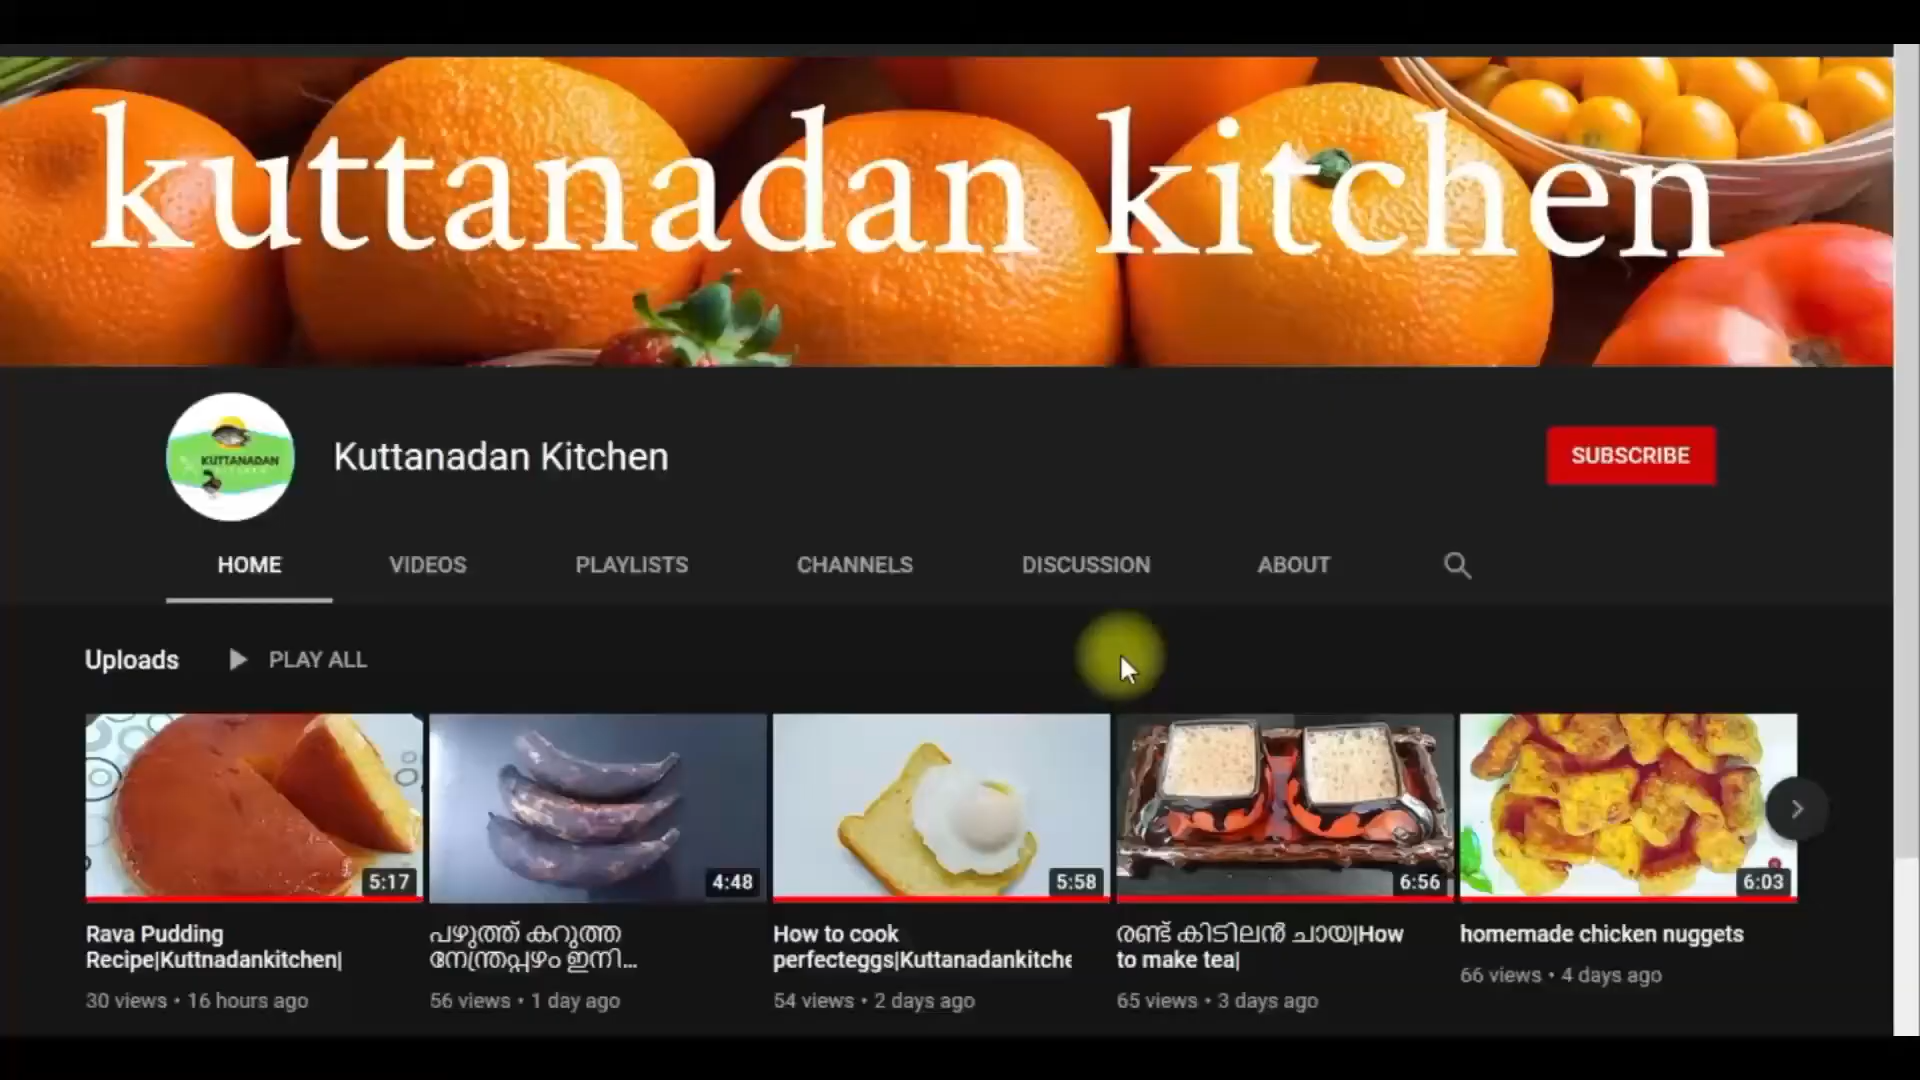 kuttanadan kitchen
KUTTANADAN
Kuttanadan Kitchen
SUBSCRIBE
HOME VIDEOS PLAYLISTS CHANNELS DISCUSSION ABOUT
Uploads PLAY ALL
5:17
4:48
5:58
6:56
6:03
Rava Pudding
Recipe|Kuttnadankitchen|
30 views • 16 hours ago
പഴുത്ത് കറുത്ത
നേന്ത്രപ്പഴം ഇനി...
56 views • 1 day ago
How to cook
perfecteggs|Kuttanadankitche
54 views • 2 days ago
രണ്ട് കിടിലൻ ചായ|How
to make tea|
65 views • 3 days ago
homemade chicken nuggets
66 views • 4 days ago